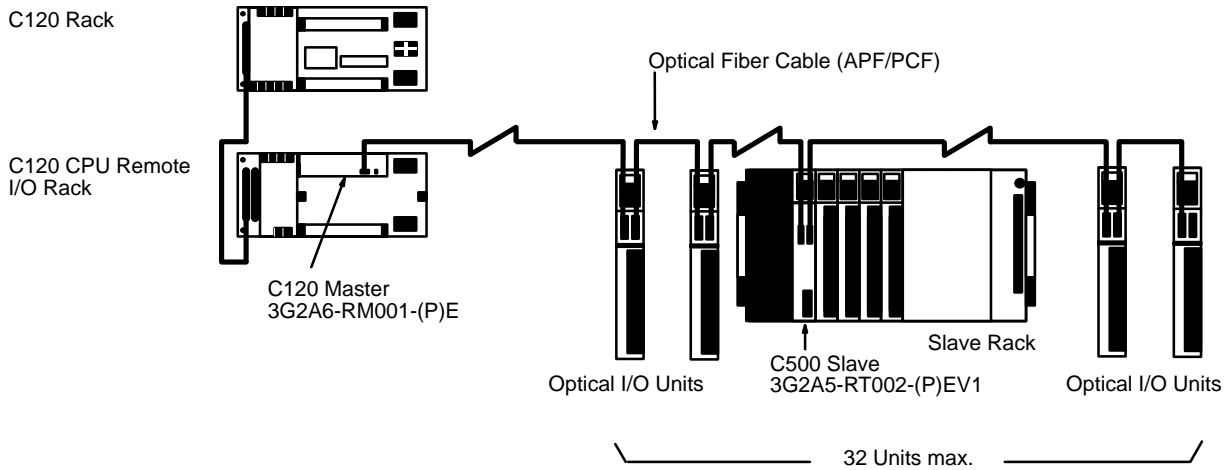 C120 Rack
Optical Fiber Cable (APF/PCF)
C120 CPU Remote
I/O Rack
C120 Master
3G2A6-RM001-(P)E
Slave Rack
C500 Slave
3G2A5-RT002-(P)EV1
Optical I/O Units
Optical I/O Units
32 Units max.